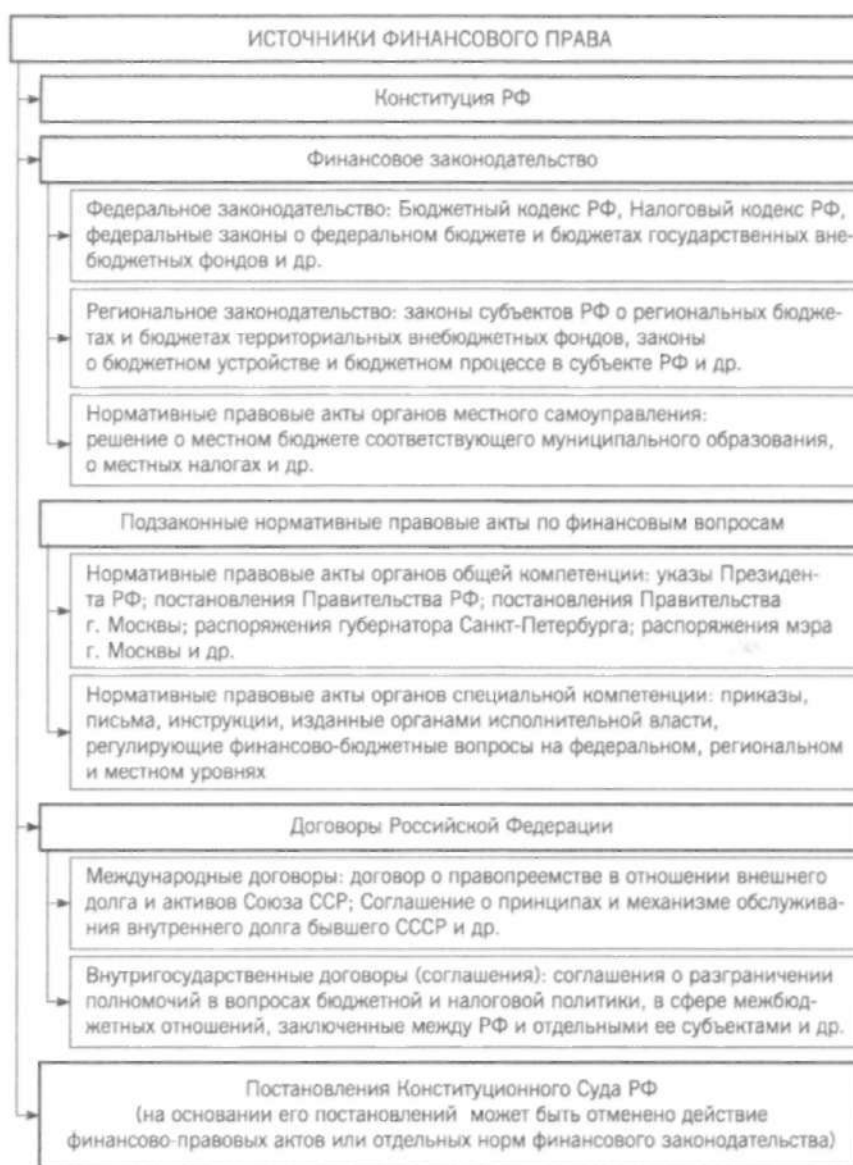 ИСТОЧНИКИ ФИНАНСОВОГО ПРАВА
Конституция РФ
Финансовое законодательство
Федеральное законодательство: Бюджетный кодекс РФ, Налоговый кодекс РФ,
федеральные законы о федеральном бюджете и бюджетах государственных вне-
бюджетных фондов и др.
Региональное законодательство: законы субъектов РФ о региональных бюдже-
тах и бюджетах территориальных внебюджетных фондов, законы
о бюджетном устройстве и бюджетном процессе в субъекте РФ и др.
Нормативные правовые акты органов местного самоуправления:
решение о местном бюджете соответствующего муниципального образования,
о местных налогах и др.
Подзаконные нормативные правовые акты по финансовым вопросам
Нормативные правовые акты органов общей компетенции: указы Президен-
та РФ; постановления Правительства РФ; постановления Правительства
г. Москвы; распоряжения губернатора Санкт-Петербурга; распоряжения мэра
г. Москвы и др.
Нормативные правовые акты органов специальной компетенции: приказы,
письма, инструкции, изданные органами исполнительной власти,
регулирующие финансово-бюджетные вопросы на федеральном, региональном
и местном уровнях
Договоры Российской Федерации
Международные договоры: договор о правопреемстве в отношении внешнего
долга и активов Союза ССР; Соглашение о принципах и механизме обслужива-
ния внутреннего долга бывшего СССР и др.
Внутригосударственные договоры (соглашения): соглашения о разграничении
полномочий в вопросах бюджетной и налоговой политики, в сфере межбюд-
жетных отношений, заключенные между РФ и отдельными ее субъектами и др.
Постановления Конституционного Суда РФ
(на основании его постановлений может быть отменено действие
финансово-правовых актов или отдельных норм финансового законодательства)